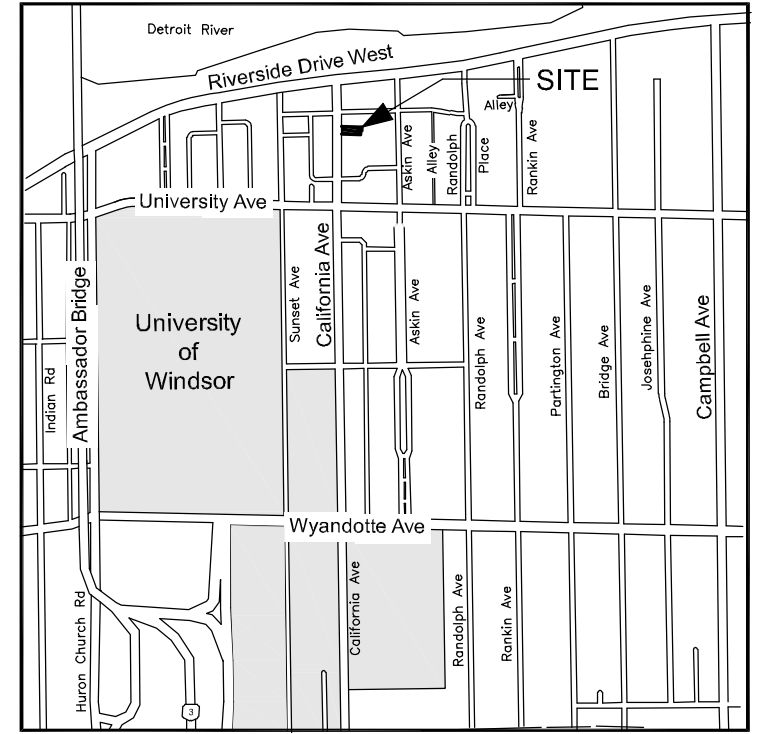 Detroit River
Riverside Drive West
SITE
Alley
Askin Ave
Alley
Randolph
Place
Rankin Ave
University Ave
Ambassador Bridge
Sunset Ave
California Ave
University
of
Windsor
Askin Ave
Indian Rd
Randolph Ave
Partington Ave
Bridge Ave
Josehphine Ave
Campbell Ave
Wyandotte Ave
Huron Church Rd
California Ave
Randolph Ave
Rankin Ave
3